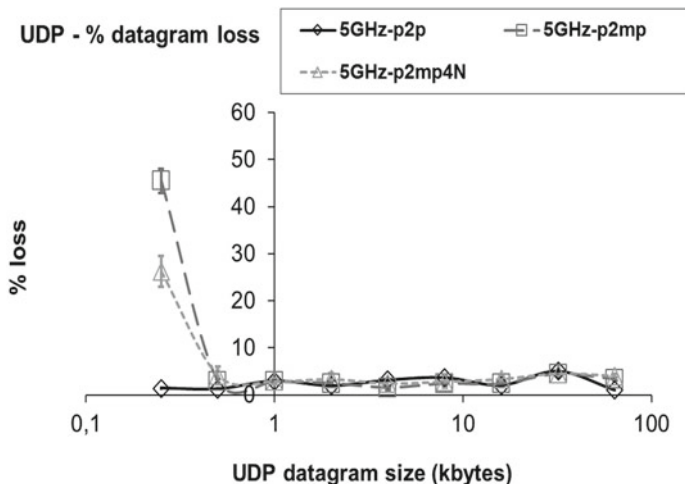 UDP - % datagram loss
5GHz-p2p
5GHz-p2mp
5GHz-p2mp4N
60
50
40
30
20
10
0
% loss
0,1
1
10
100
UDP datagram size (kbytes)